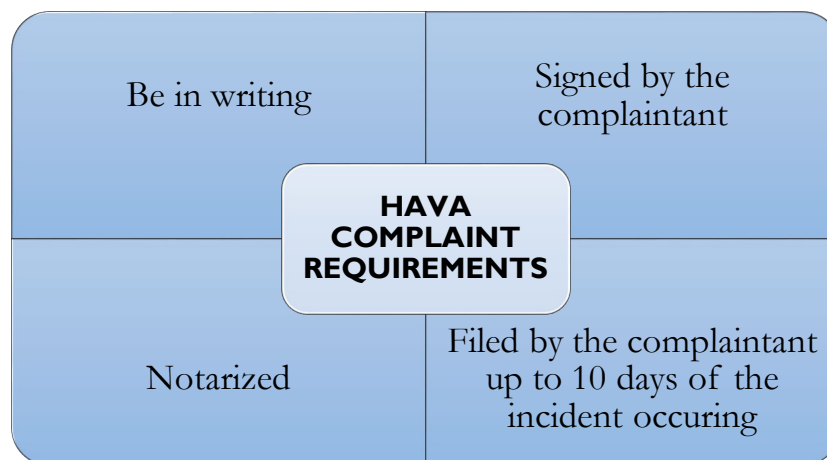 Be in writing
Signed by the
complaintant
HAVA
COMPLAINT
REQUIREMENTS
Notarized
Filed by the complaintant
up to 10 days of the
incident occuring